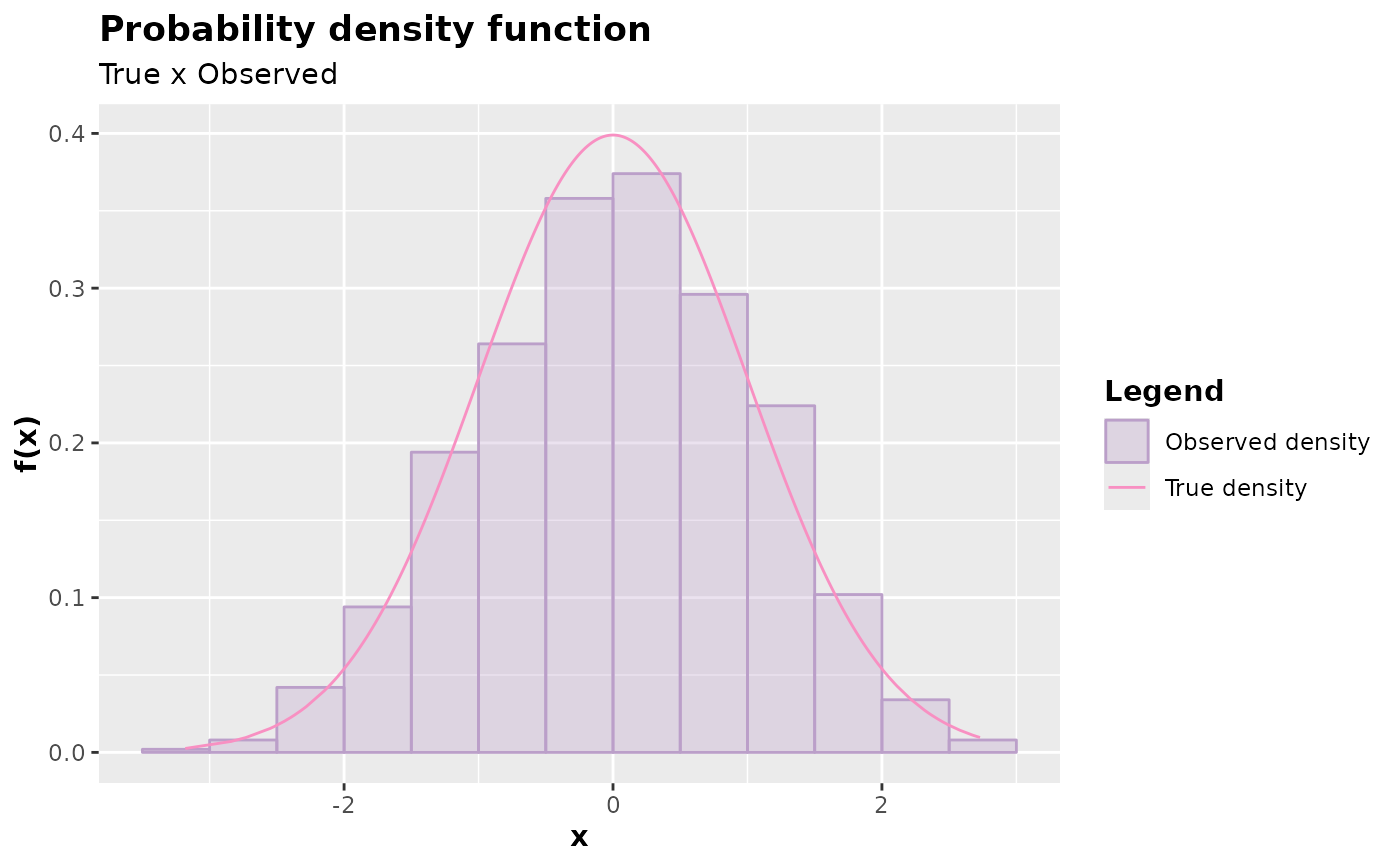 Probability density function
True x Observed
0.4
0.3
0.2
0.1
0.0
f(x)
-2 0 2
x
Legend
Observed density
True density